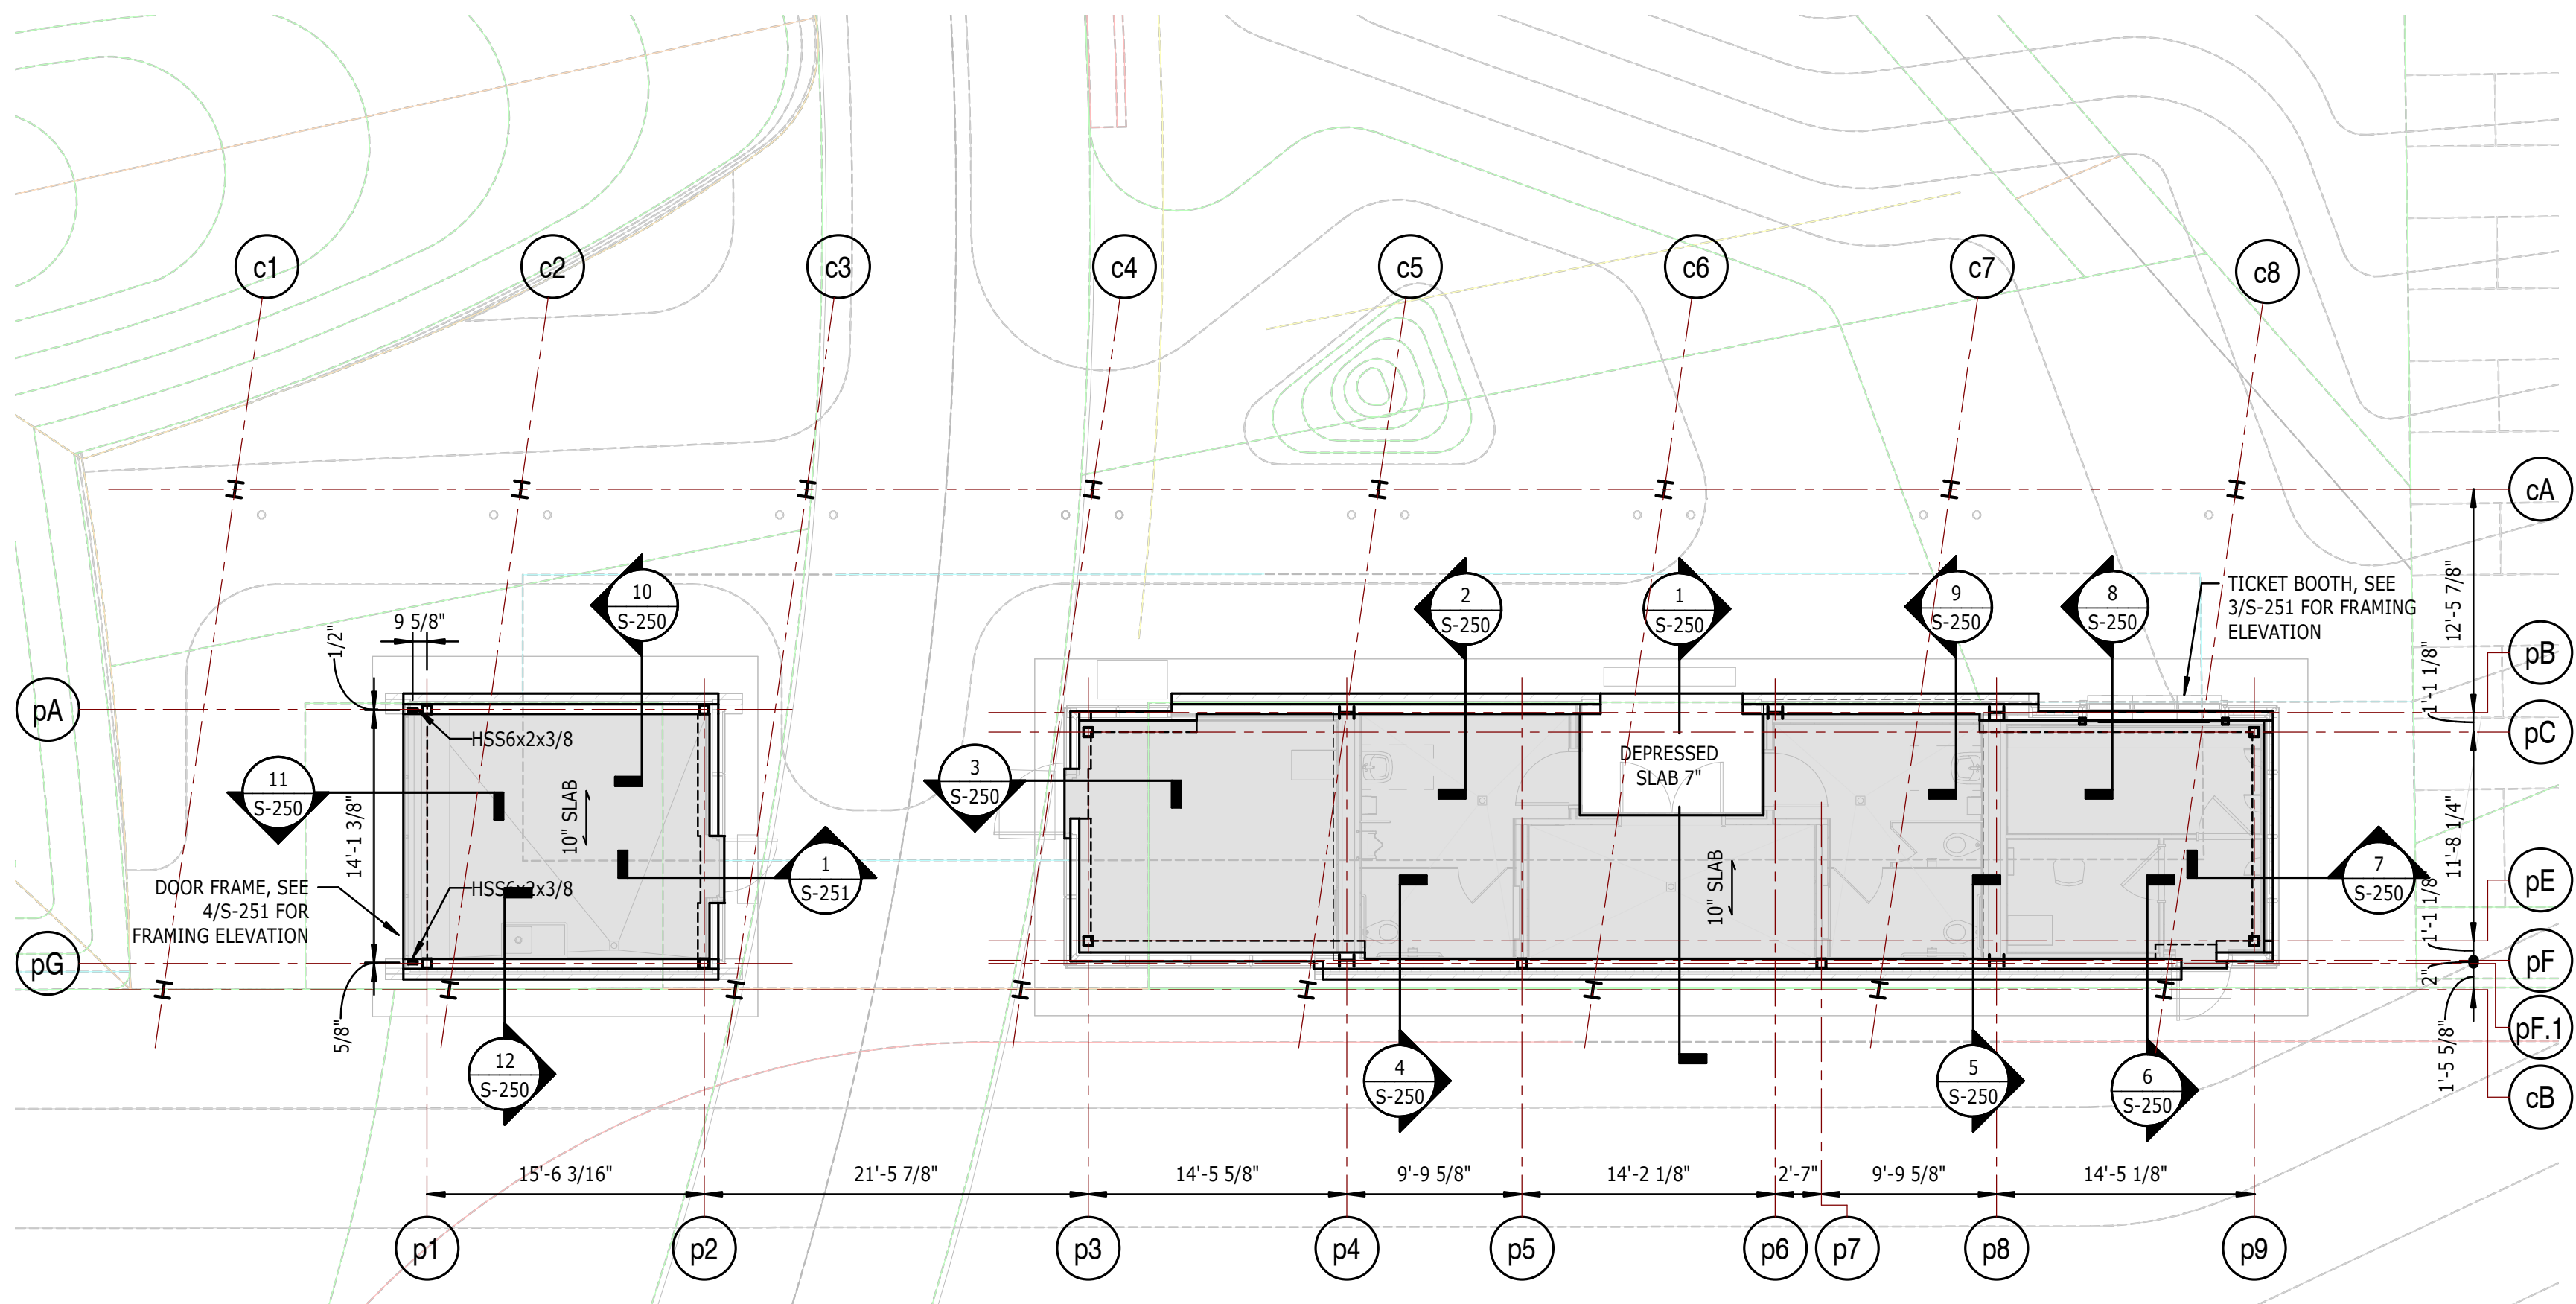 c1
c2
c3
c4
c5
c6
c7
c8
cA
12'-5 7/8"
10
S-250
2
S-250
1
S-250
9
S-250
8
S-250
TICKET BOOTH, SEE
3/S-251 FOR FRAMING
ELEVATION
9 5/8"
1/2"
pB
1'-1 1/8"
pA
pC
HSS6x2x3/8
DEPRESSED
SLAB 7"
11
S-250
3
S-250
10" SLAB
14'-1 3/8"
11'-8 1/4"
1
S-251
7
S-250
10" SLAB
HSS6x2x3/8
DOOR FRAME, SEE
4/S-251 FOR
FRAMING ELEVATION
pE
1'-1 1/8"
pG
pF
2"
5/8"
pF.1
1'-5 5/8"
12
S-250
4
S-250
5
S-250
6
S-250
cB
15'-6 3/16"
21'-5 7/8"
14'-5 5/8"
9'-9 5/8"
14'-2 1/8"
2'-7"
9'-9 5/8"
14'-5 1/8"
p1
p2
p3
p4
p5
p6
p7
p8
p9